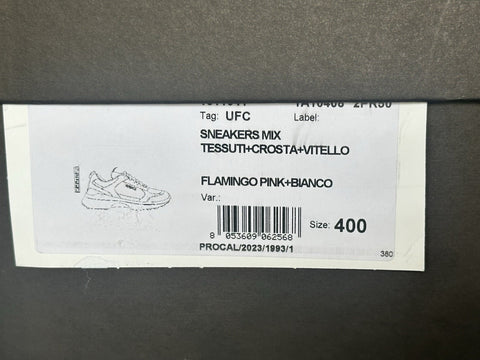 Tag: UFC Label:
SNEAKERS MIX
TESSUTI+CROSTA+VITELLO
FLAMINGO PINK+BIANCO
Var.:
Size: 400
8 053609 062568
PROCAL/2023/1993/1
380